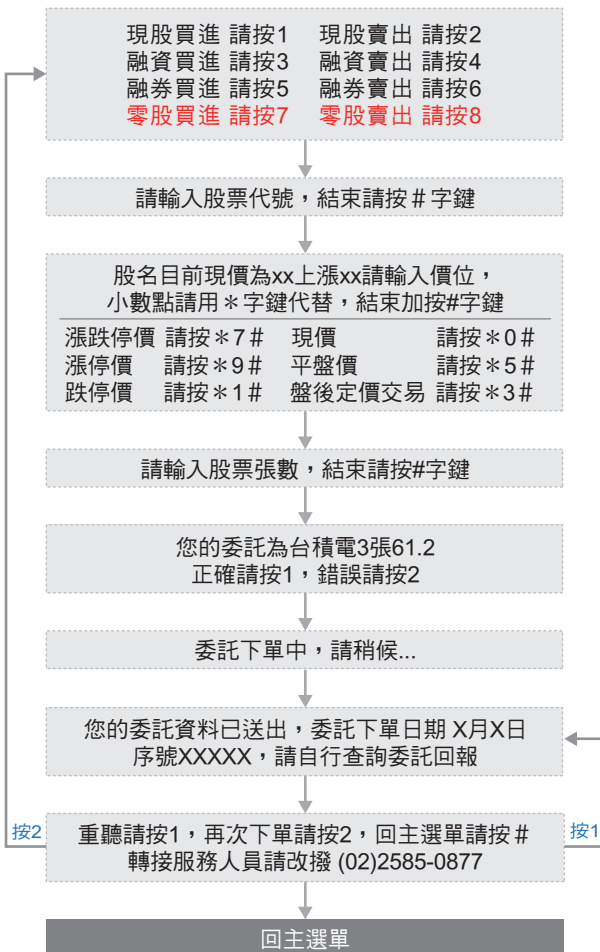 現股買進 請按1 現股賣出 請按2
融資買進 請按3 融資賣出 請按4
融券買進 請按5 融券賣出 請按6
零股買進 請按7 零股賣出 請按8
請輸入股票代號，結束請按＃字鍵
股名目前現價為xx上漲xx請輸入價位，
小數點請用＊字鍵代替，結束加按#字鍵
漲跌停價 請按＊7＃ 現價 請按＊0＃
漲停價 請按＊9＃ 平盤價 請按＊5＃
跌停價 請按＊1＃ 盤後定價交易 請按＊3＃
請輸入股票張數，結束請按#字鍵
您的委託為台積電3張61.2
正確請按1，錯誤請按2
委託下單中，請稍候...
您的委託資料已送出，委託下單日期 X月X日
序號XXXXX，請自行查詢委託回報
按2
重聽請按1，再次下單請按2，回主選單請按＃
轉接服務人員請改撥 (02)2585-0877
按1
回主選單